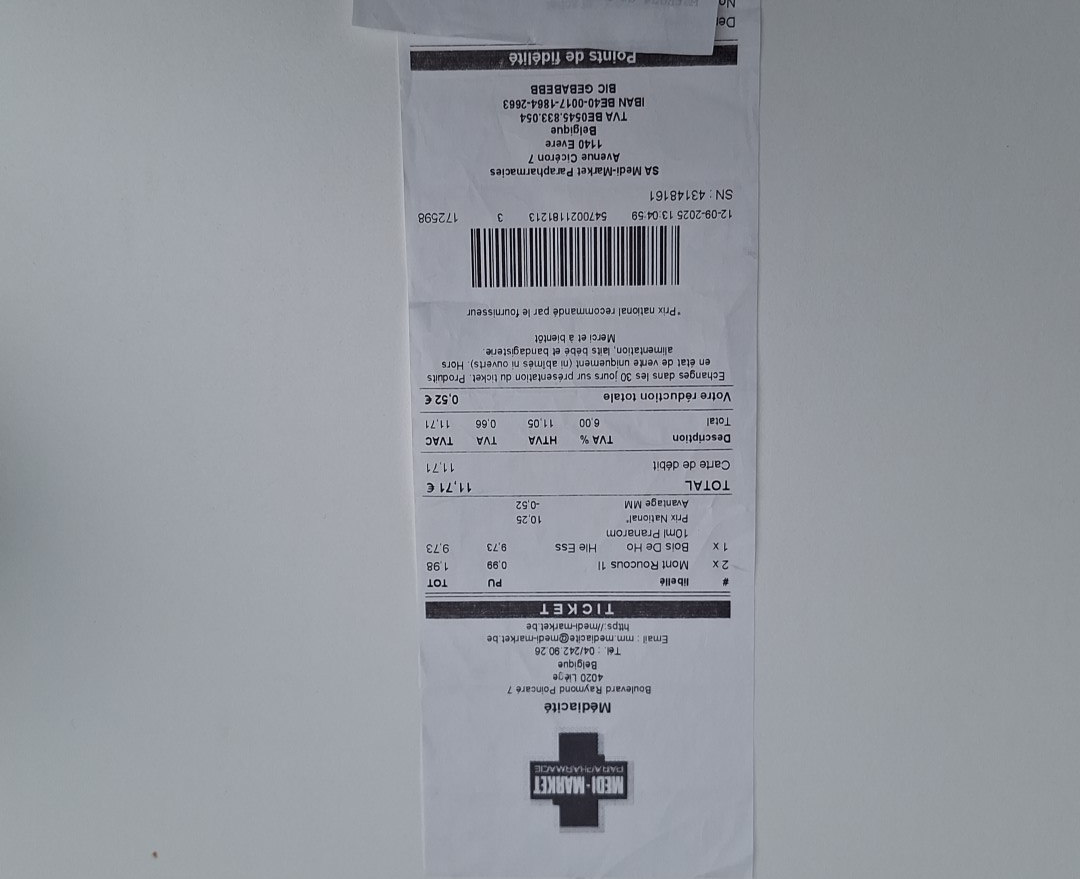 MEDI-MARKET
PARAPHARMACIE
Médiacité
Boulevard Raymond Poincaré 7
4020 Liège
Belgique
Tél. : 04/242.90.26
Email : mm.mediacite@medi-market.be
https://medi-market.be
TICKET
# libellé PU TOT
2 x Mont Roucous 1l 0,99 1,98
1 x Bois De Ho Hle Ess 9,73 9,73
10ml Pranarom
Prix National* 10,25
Avantage MM -0,52
TOTAL 11,71 €
Carte de débit 11,71
Description TVA % HTVA TVA TVAC
Total 6,00 11,05 0,66 11,71
Votre réduction totale 0,52 €
Echanges dans les 30 jours sur présentation du ticket. Produits
en état de vente uniquement (ni abîmés ni ouverts). Hors
alimentation, laits bébé et bandagisterie.
Merci et à bientôt
*Prix national recommandé par le fournisseur
12-09-2025 13:04:59 5470021181213 3 172598
SN : 43148161
SA Medi-Market Parapharmacies
Avenue Cicéron 7
1140 Evere
Belgique
TVA BE0545.833.054
IBAN BE40-0017-1864-2663
BIC GEBABEBB
Points de fidélité